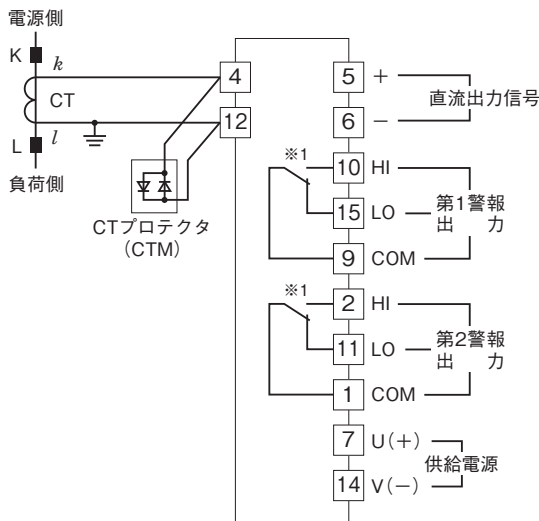 電源側
K
k
CT
L
l
負荷側
CTプロテクタ
(CTM)
4
12
5 +
6 −
直流出力信号
※1
10 HI
15 LO
9 COM
第1警報
出 力
※1
2 HI
11 LO
1 COM
第2警報
出 力
7 U(+)
14 V(−)
供給電源